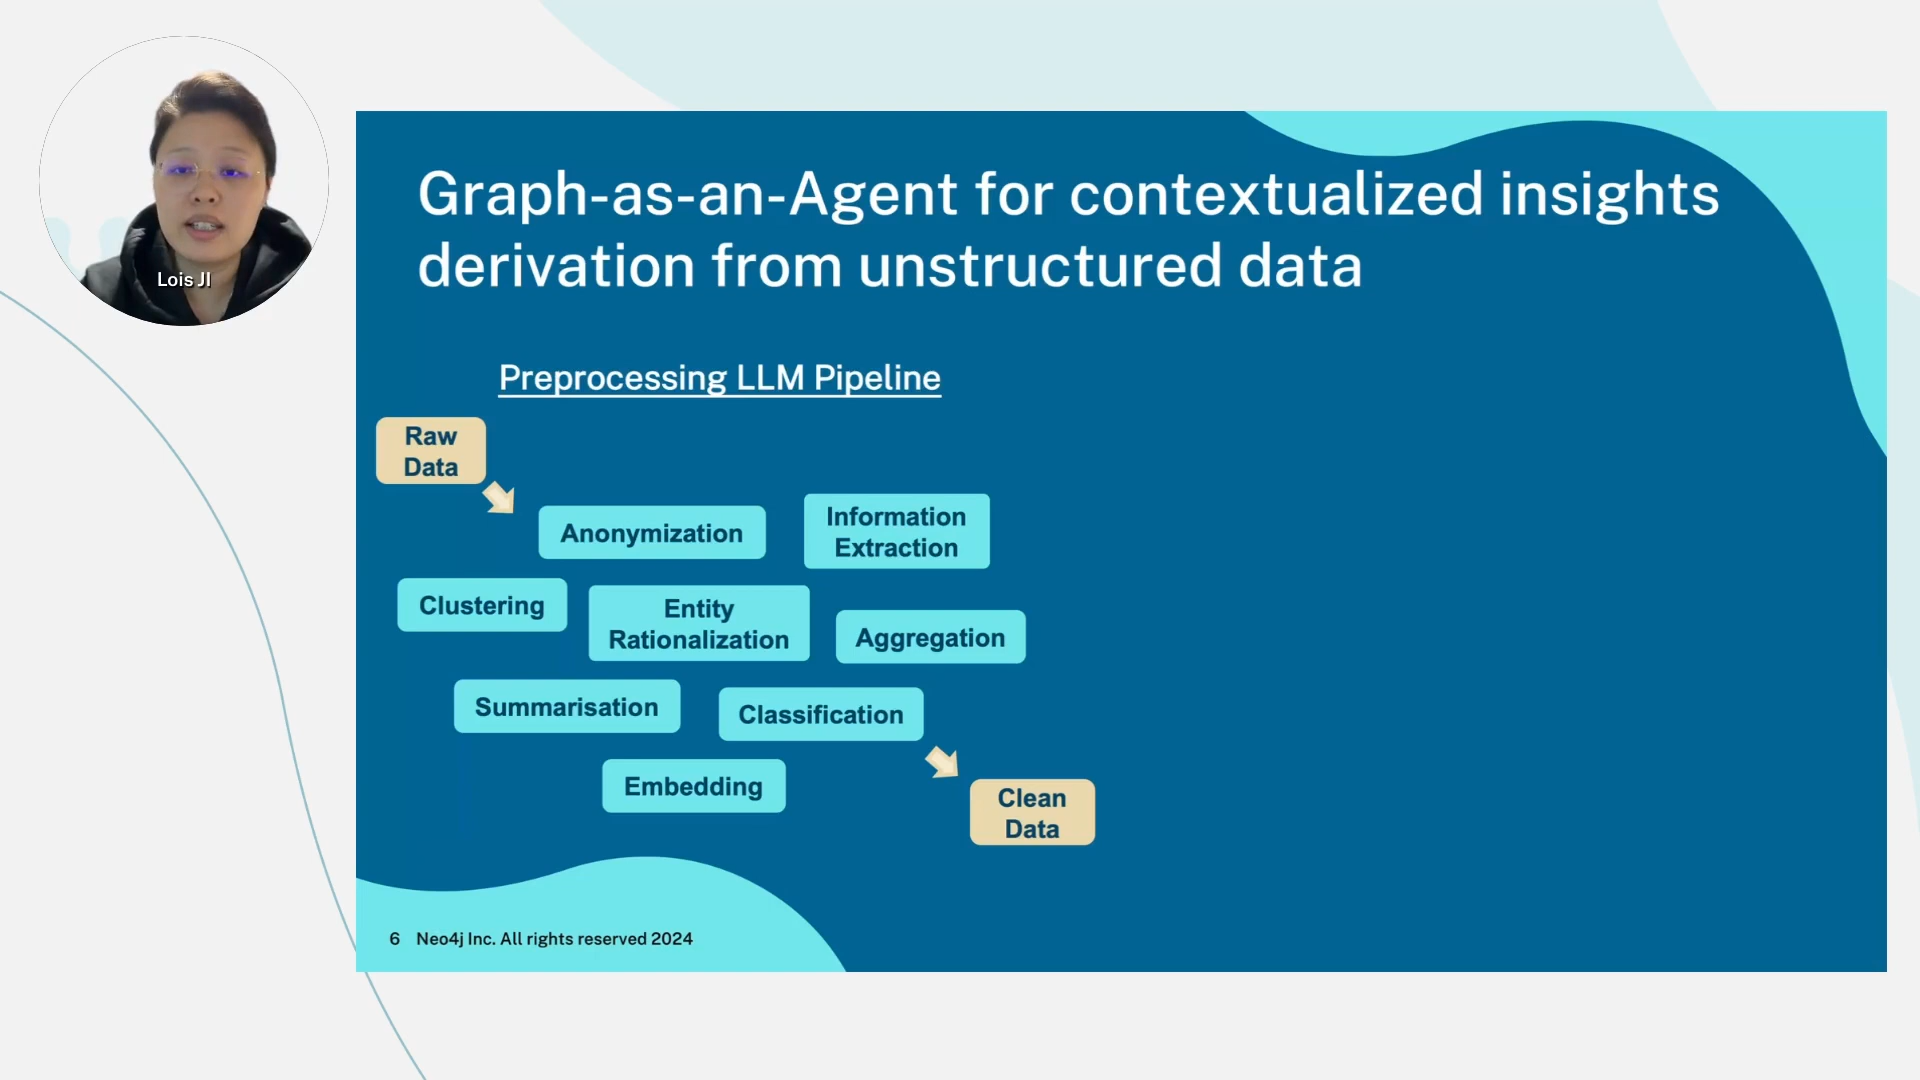 Lois JI
Graph-as-an-Agent for contextualized insights
derivation from unstructured data
Preprocessing LLM Pipeline
Raw
Data
Anonymization
Information
Extraction
Clustering
Entity
Rationalization
Aggregation
Summarisation
Classification
Embedding
Clean
Data
6 Neo4j Inc. All rights reserved 2024